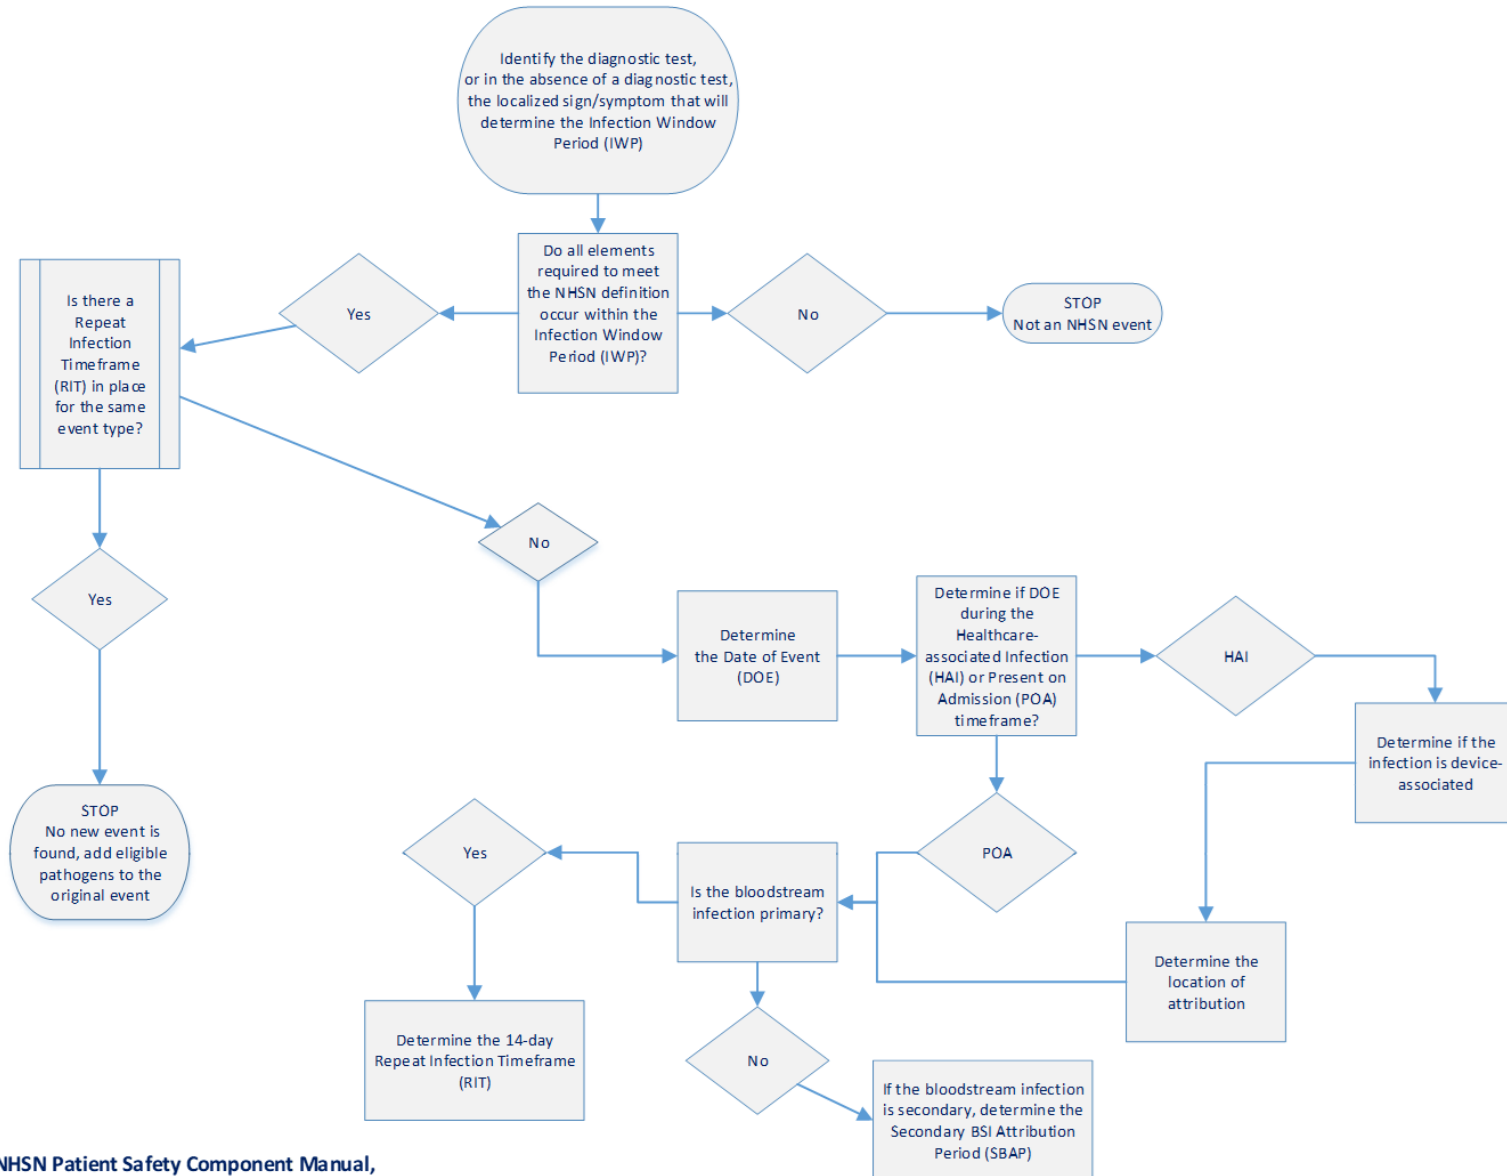 Identify the diagnostic test,
or in the absence of a diagnostic test,
the localized sign/symptom that will
determine the Infection Window
Period (IWP)
Do all elements
required to meet
the NHSN definition
occur within the
Infection Window
Period (IWP)?
Yes
No
STOP
Not an NHSN event
Is there a
Repeat
Infection
Timeframe
(RIT) in place
for the same
event type?
Yes
STOP
No new event is
found, add eligible
pathogens to the
original event
No
Determine
the Date of Event
(DOE)
Determine if DOE
during the
Healthcare-
associated Infection
(HAI) or Present on
Admission (POA)
timeframe?
HAI
Determine if the
infection is device-
associated
Determine the
location of
attribution
POA
Is the bloodstream
infection primary?
Yes
Determine the 14-day
Repeat Infection Timeframe
(RIT)
No
If the bloodstream infection
is secondary, determine the
Secondary BSI Attribution
Period (SBAP)
NHSN Patient Safety Component Manual,